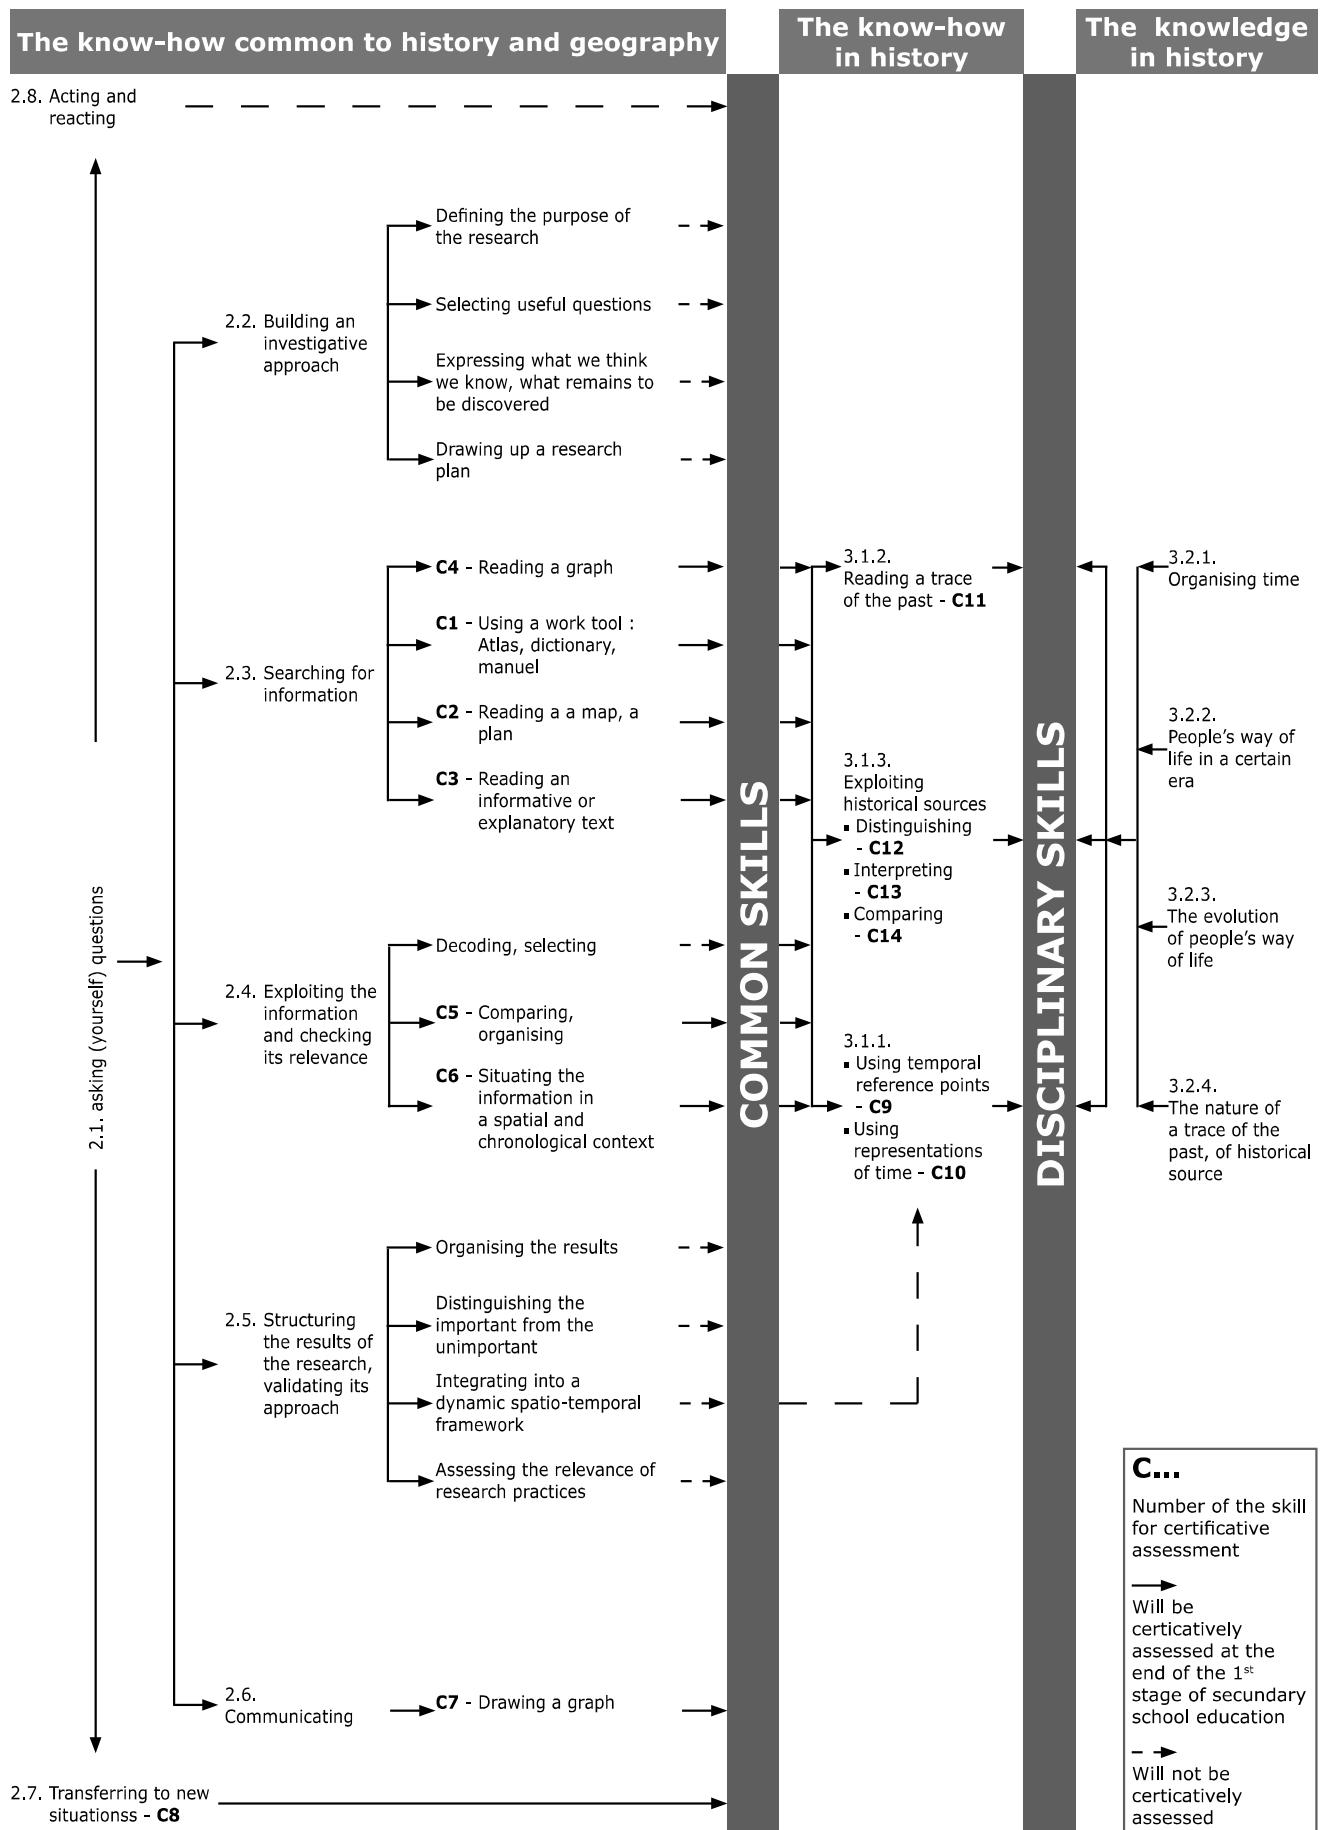 The know-how common to history and geography
The know-how
in history
The knowledge
in history
2.8. Acting and
reacting
2.1. asking (yourself) questions
2.2. Building an
investigative
approach
Defining the purpose of
the research
Selecting useful questions
Expressing what we think
we know, what remains to
be discovered
Drawing up a research
plan
2.3. Searching for
information
C4 - Reading a graph
C1 - Using a work tool :
Atlas, dictionary,
manuel
C2 - Reading a a map, a
plan
C3 - Reading an
informative or
explanatory text
2.4. Exploiting the
information
and checking
its relevance
Decoding, selecting
C5 - Comparing,
organising
C6 - Situating the
information in
a spatial and
chronological context
2.5. Structuring
the results of
the research,
validating its
approach
Organising the results
Distinguishing the
important from the
unimportant
Integrating into a
dynamic spatio-temporal
framework
Assessing the relevance of
research practices
2.6.
Communicating
C7 - Drawing a graph
2.7. Transferring to new
situationss - C8
COMMON SKILLS
3.1.2.
Reading a trace
of the past - C11
3.1.3.
Exploiting
historical sources
▪ Distinguishing
- C12
▪ Interpreting
- C13
▪ Comparing
- C14
3.1.1.
▪ Using temporal
reference points
- C9
▪ Using
representations
of time - C10
DISCIPLINARY SKILLS
3.2.1.
Organising time
3.2.2.
People's way of
life in a certain
era
3.2.3.
The evolution
of people's way
of life
3.2.4.
The nature of
a trace of the
past, of historical
source
C...
Number of the skill
for certificative
assessment
Will be
certicatively
assessed at the
end of the 1st
stage of secundary
school education
Will not be
certicatively
assessed